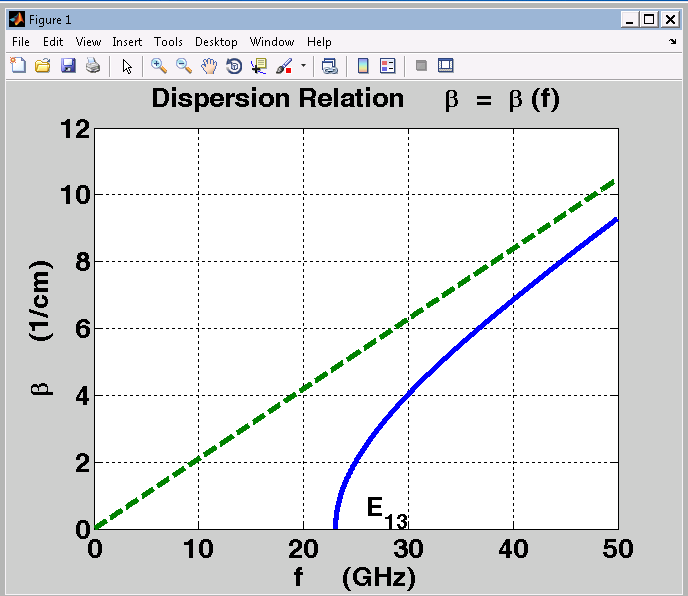 Figure 1
File Edit View Insert Tools Desktop Window Help
Dispersion Relation β = β (f)
12
10
8
6
4
2
0
β (1/cm)
E13
0 10 20 30 40 50
f (GHz)